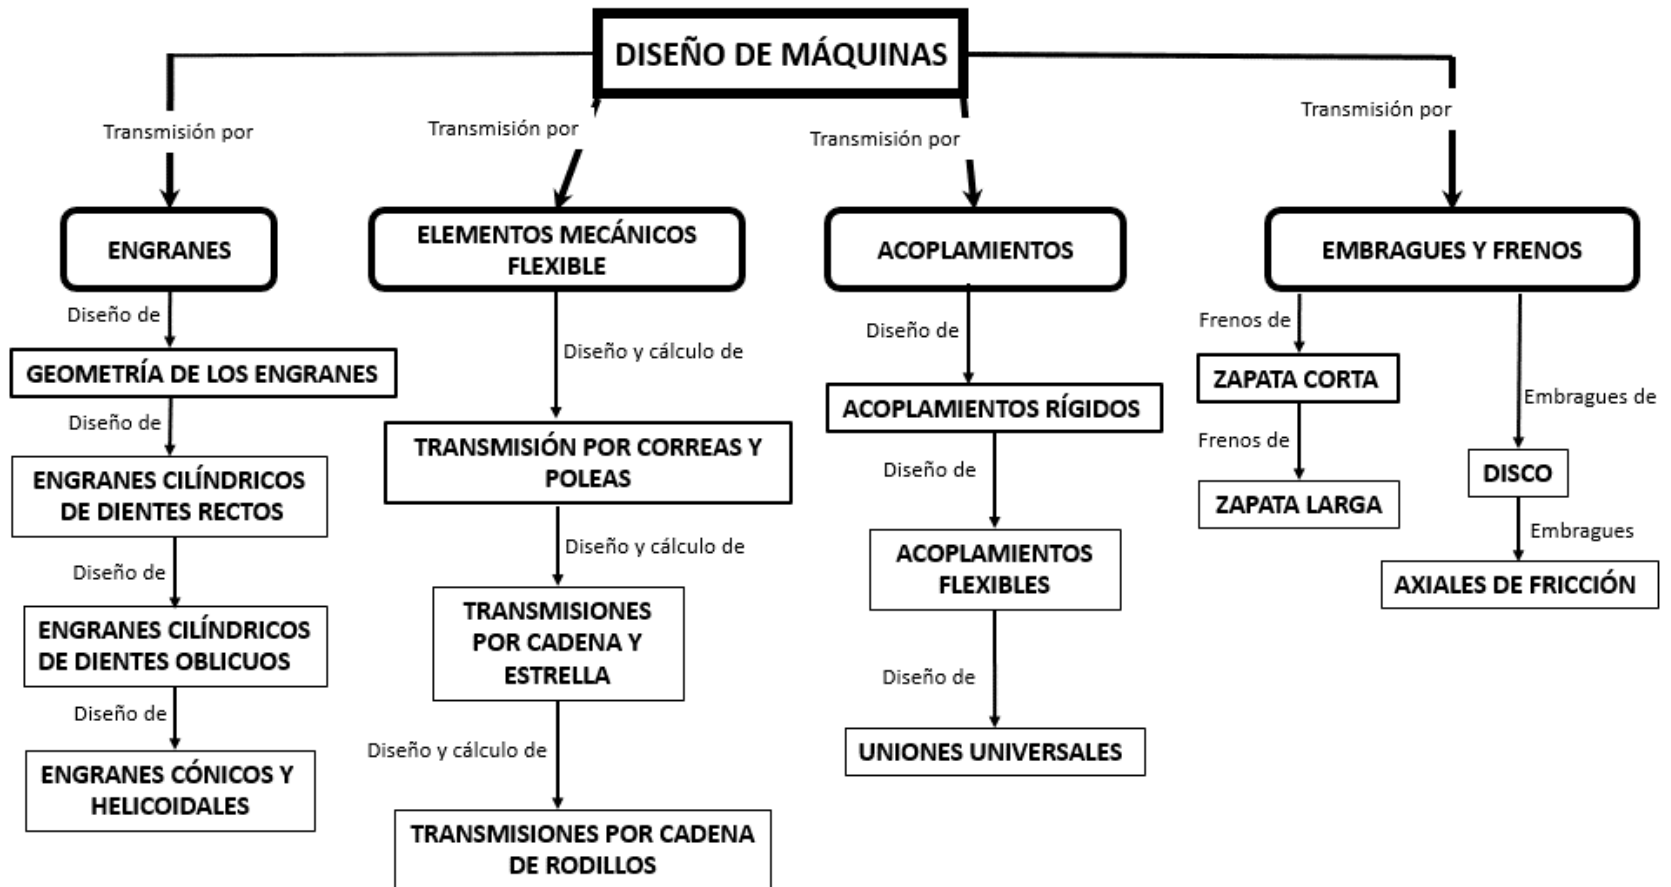 DISEÑO DE MÁQUINAS
Transmisión por
Transmisión por
Transmisión por
Transmisión por
ENGRANES
Diseño de
GEOMETRÍA DE LOS ENGRANES
Diseño de
ENGRANES CILÍNDRICOS
DE DIENTES RECTOS
Diseño de
ENGRANES CILÍNDRICOS
DE DIENTES OBLICUOS
Diseño de
ENGRANES CÓNICOS Y
HELICOIDALES
ELEMENTOS MECÁNICOS
FLEXIBLE
Diseño y cálculo de
TRANSMISIÓN POR CORREAS Y
POLEAS
Diseño y cálculo de
TRANSMISIONES
POR CADENA Y
ESTRELLA
Diseño y cálculo de
TRANSMISIONES POR CADENA
DE RODILLOS
ACOPLAMIENTOS
Diseño de
ACOPLAMIENTOS RÍGIDOS
Diseño de
ACOPLAMIENTOS
FLEXIBLES
Diseño de
UNIONES UNIVERSALES
EMBRAGUES Y FRENOS
Frenos de
ZAPATA CORTA
Frenos de
ZAPATA LARGA
Embragues de
DISCO
Embragues
AXIALES DE FRICCIÓN